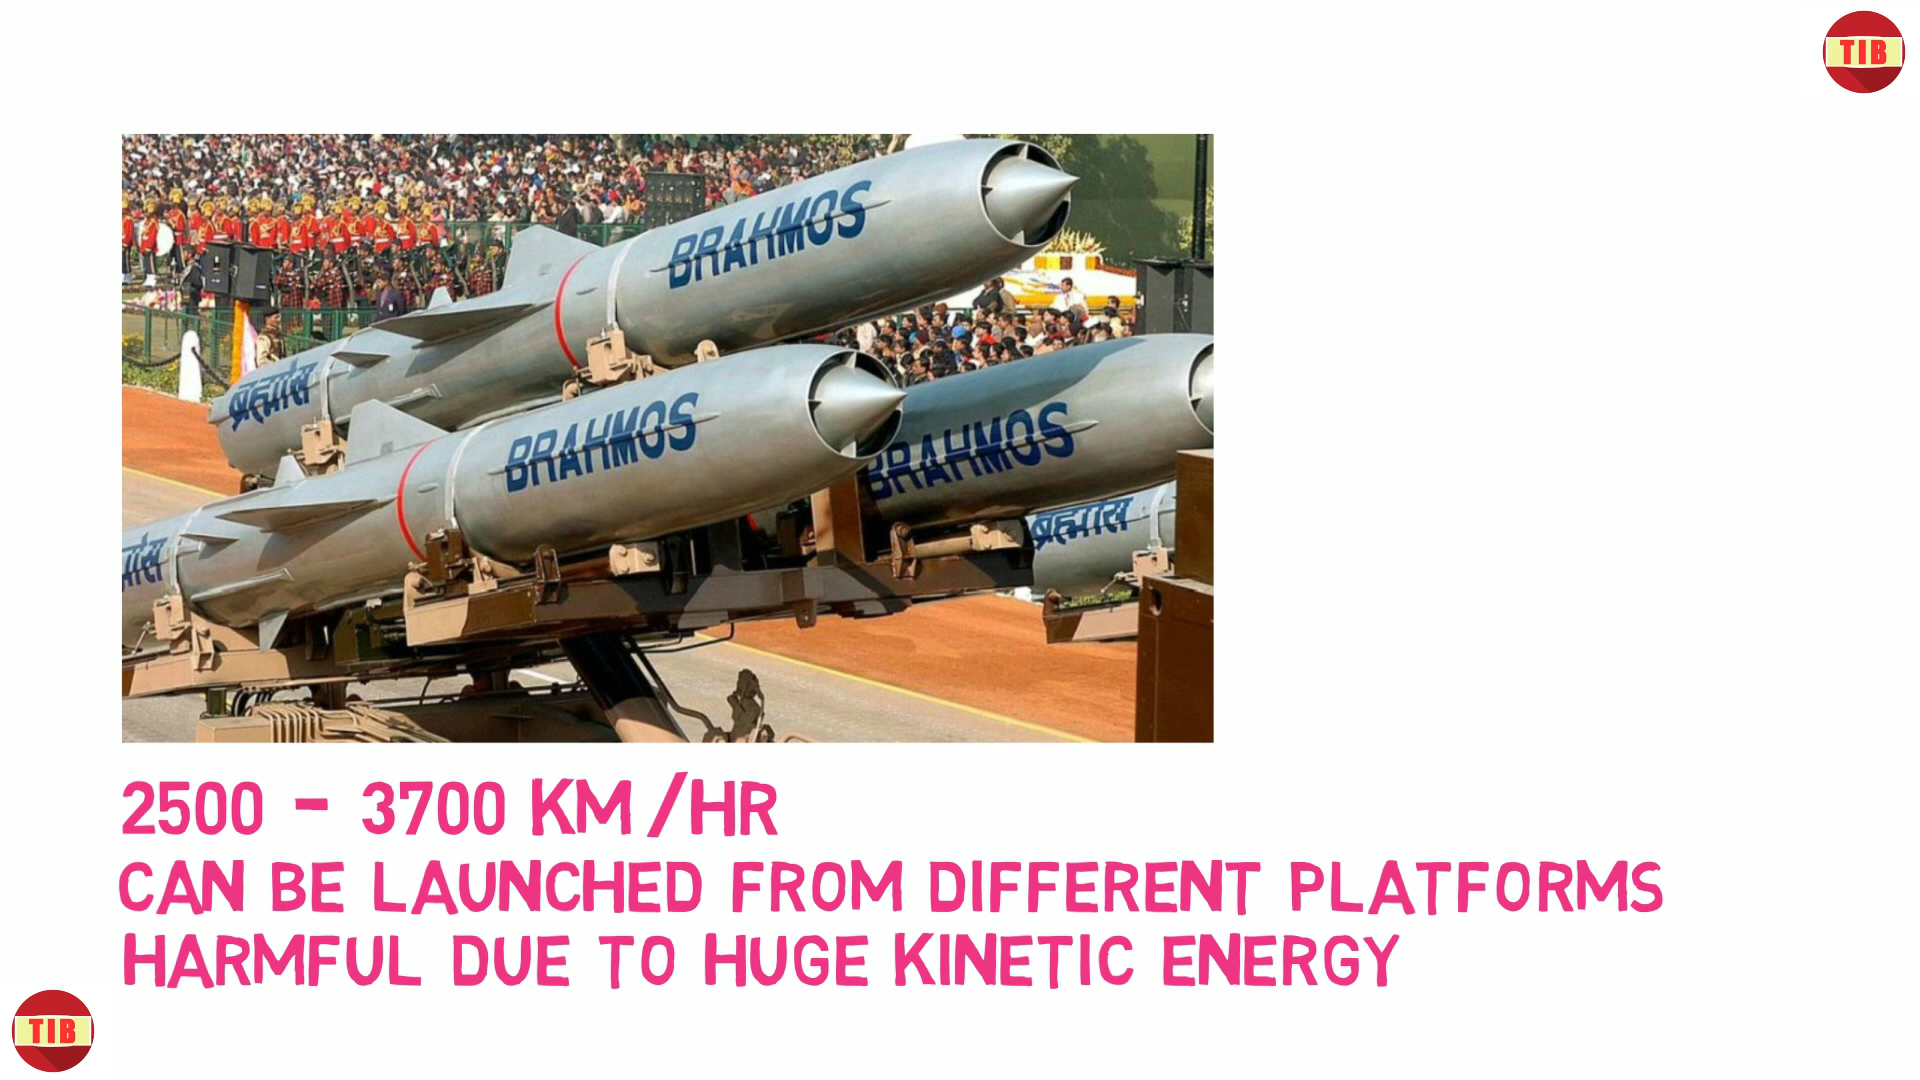 TIB
BRAHMOS
ब्रह्मोस
BRAHMOS
BRAHMOS
ब्रह्मोस
2500 - 3700 KM/HR
CAN BE LAUNCHED FROM DIFFERENT PLATFORMS
HARMFUL DUE TO HUGE KINETIC ENERGY
TIB